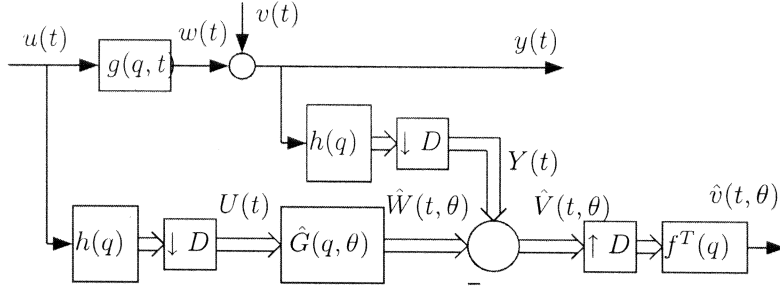 v(t)
u(t) w(t) y(t)
g(q, t)
h(q) ↓ D
Y(t)
U(t) Ŵ(t, θ) V̂(t, θ) v̂(t, θ)
h(q) ↓ D Ĝ(q, θ) ↑ D f^T(q)
−